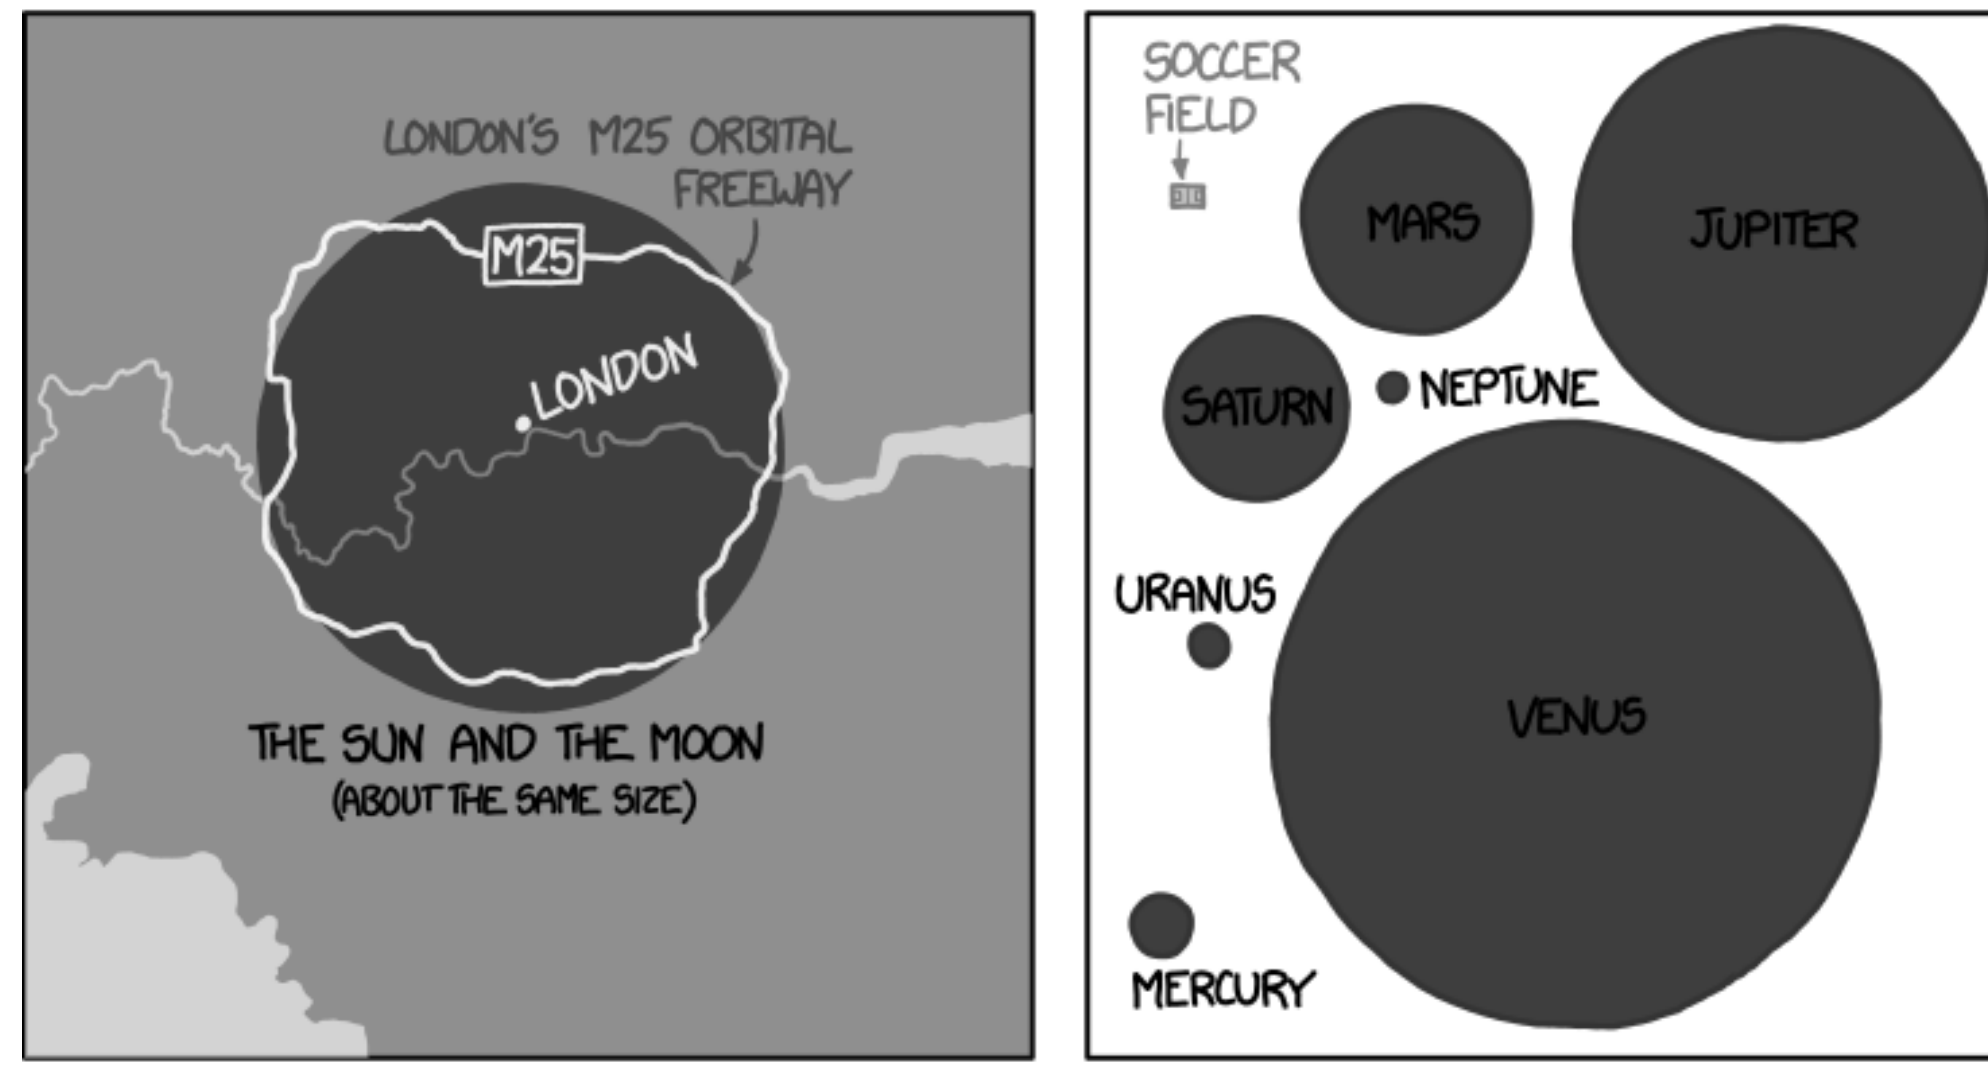 LONDON'S M25 ORBITAL
FREEWAY
M25
LONDON
THE SUN AND THE MOON
(ABOUT THE SAME SIZE)
SOCCER
FIELD
MARS
JUPITER
SATURN
NEPTUNE
URANUS
VENUS
MERCURY